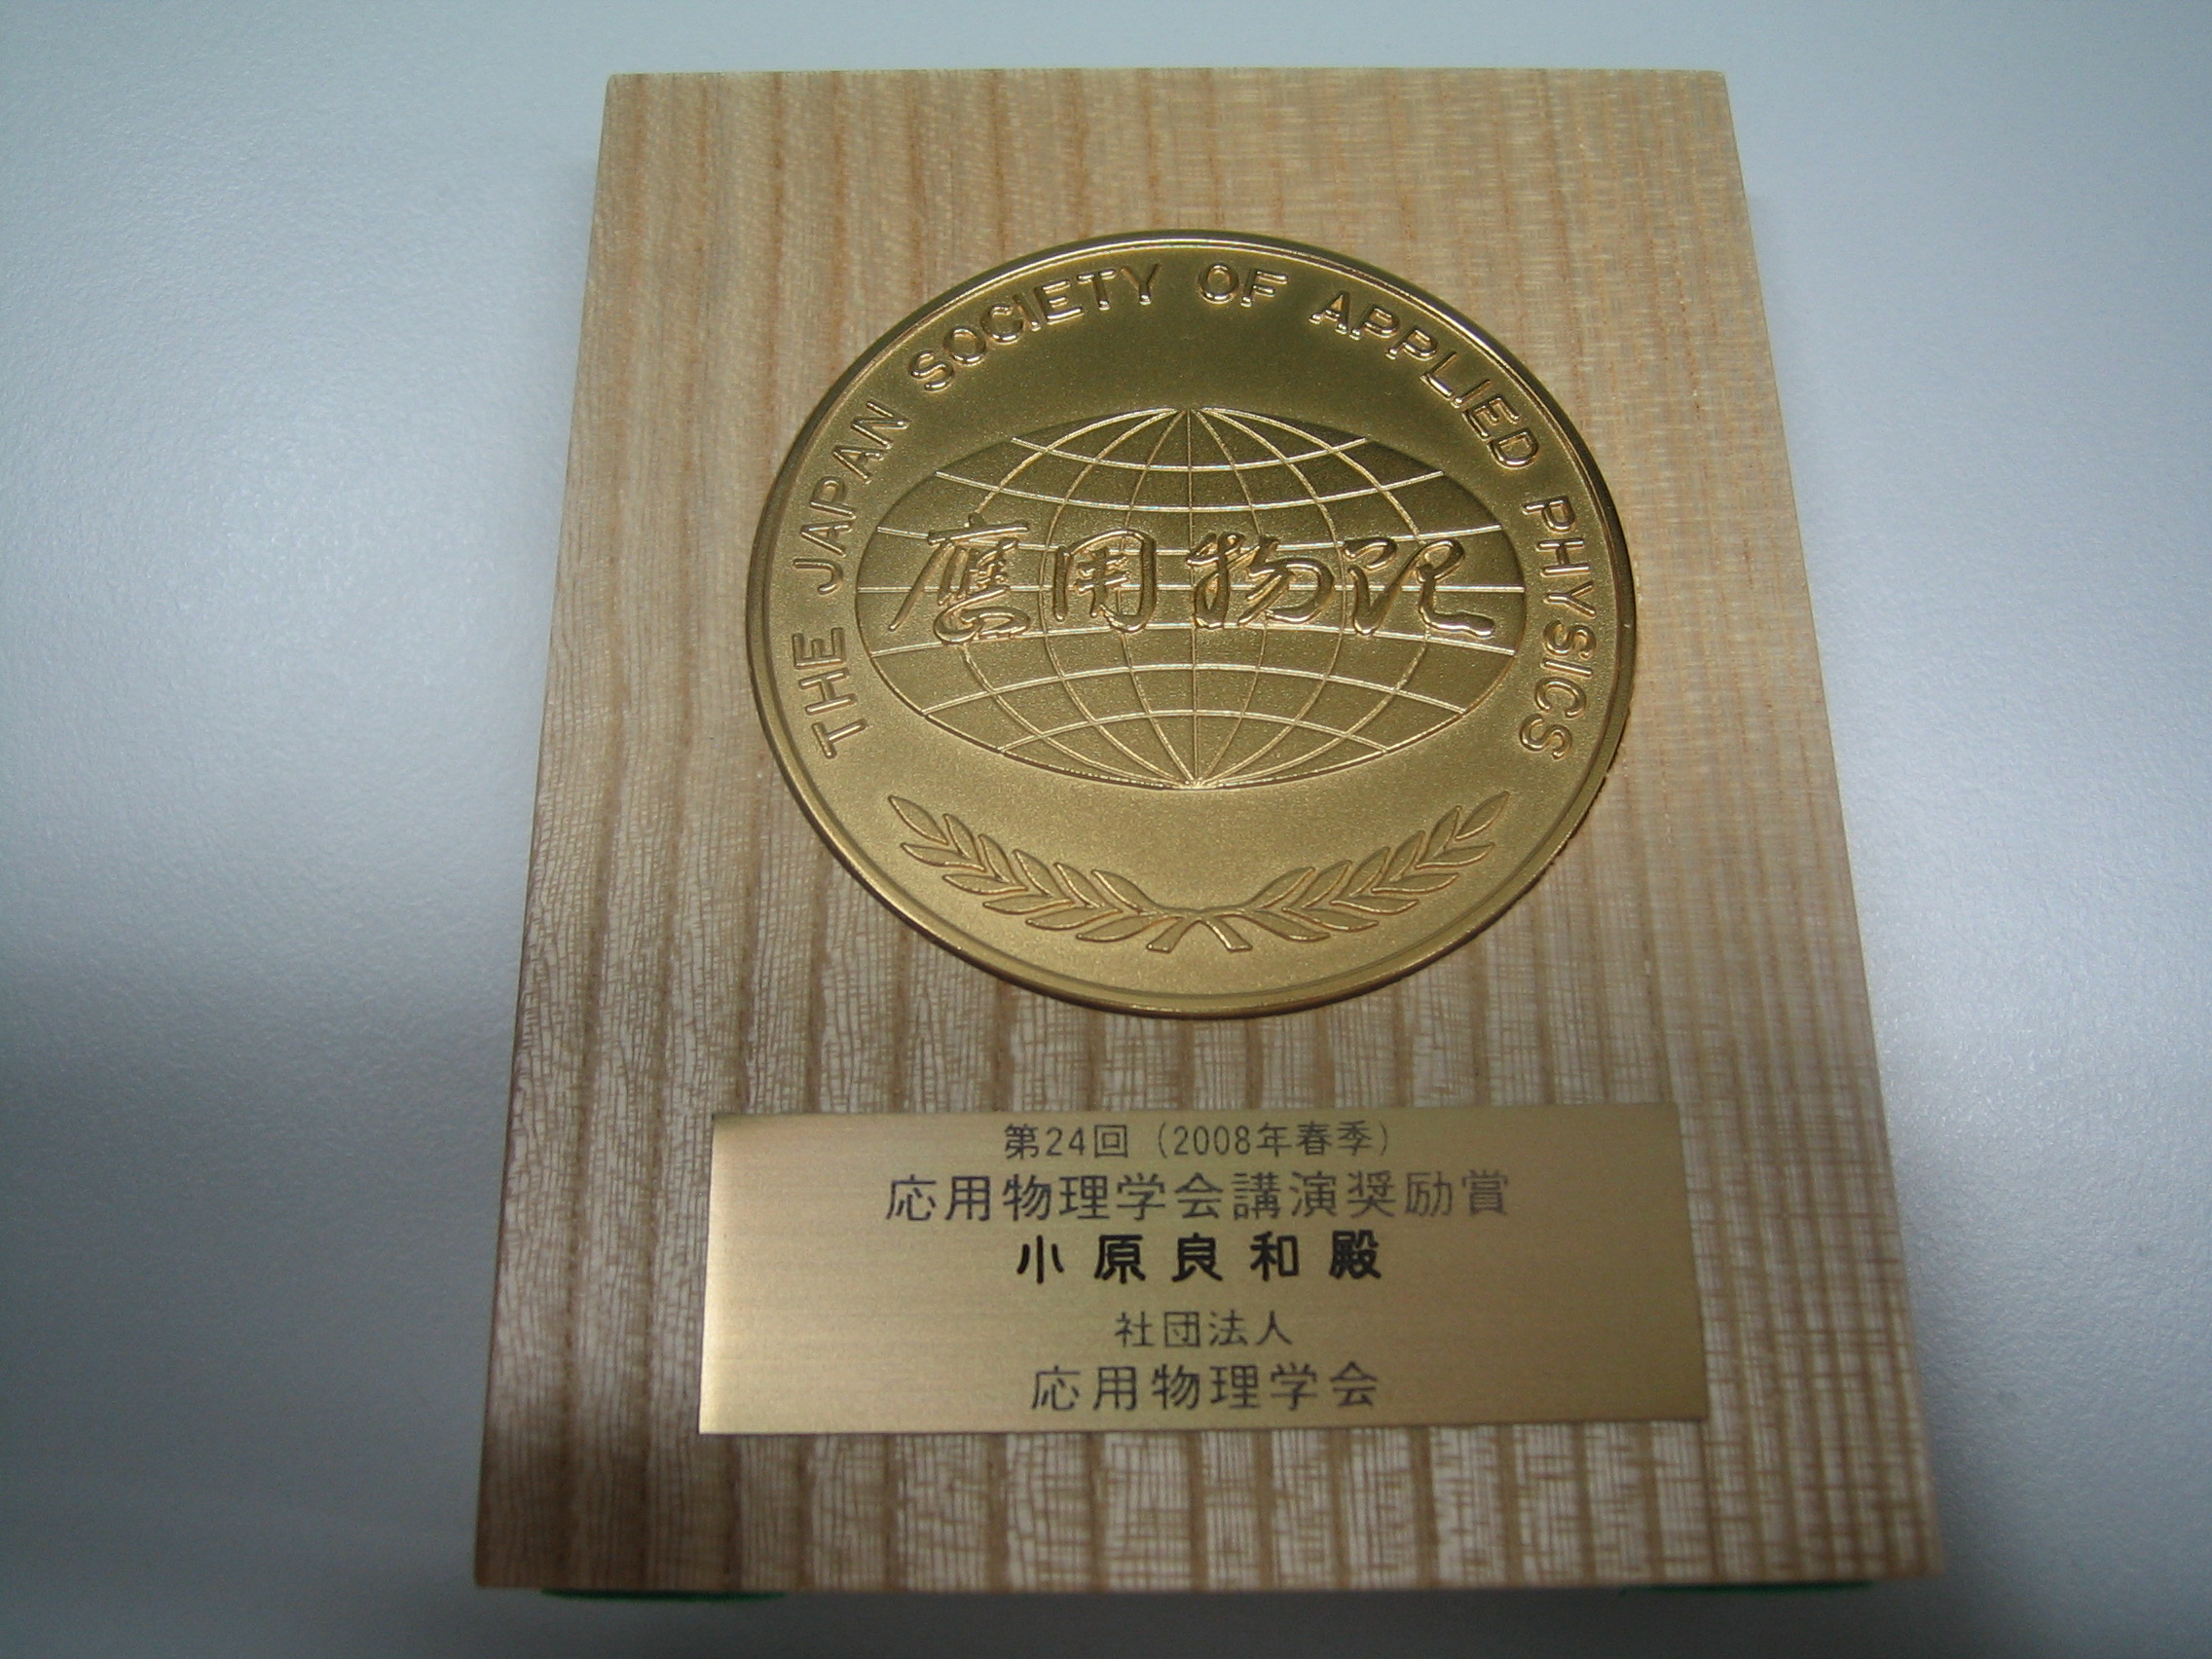 THE JAPAN SOCIETY OF APPLIED PHYSICS
應用物理
第24回（2008年春季）
応用物理学会講演奨励賞
小原良和殿
社団法人
応用物理学会